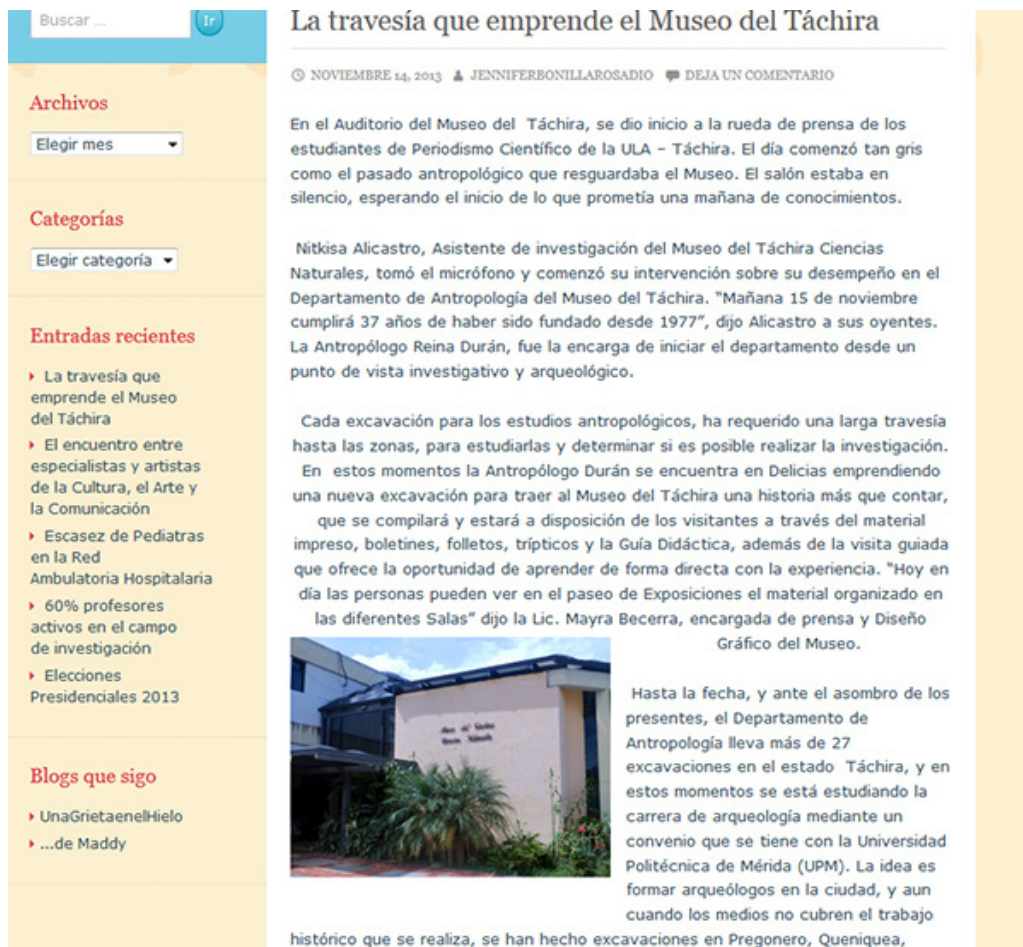 Buscar ...
Ir
Archivos
Elegir mes
Categorías
Elegir categoría
Entradas recientes
La travesía que
emprende el Museo
del Táchira
El encuentro entre
especialistas y artistas
de la Cultura, el Arte y
la Comunicación
Escasez de Pediatras
en la Red
Ambulatoria Hospitalaria
60% profesores
activos en el campo
de investigación
Elecciones
Presidenciales 2013
Blogs que sigo
UnaGrietaenelHielo
...de Maddy
La travesía que emprende el Museo del Táchira
NOVIEMBRE 14, 2013 JENNIFERBONILLAROSADIO DEJA UN COMENTARIO
En el Auditorio del Museo del Táchira, se dio inicio a la rueda de prensa de los
estudiantes de Periodismo Científico de la ULA – Táchira. El día comenzó tan gris
como el pasado antropológico que resguardaba el Museo. El salón estaba en
silencio, esperando el inicio de lo que prometía una mañana de conocimientos.
Nitkisa Alicastro, Asistente de investigación del Museo del Táchira Ciencias
Naturales, tomó el micrófono y comenzó su intervención sobre su desempeño en el
Departamento de Antropología del Museo del Táchira. “Mañana 15 de noviembre
cumplirá 37 años de haber sido fundado desde 1977”, dijo Alicastro a sus oyentes.
La Antropólogo Reina Durán, fue la encarga de iniciar el departamento desde un
punto de vista investigativo y arqueológico.
Cada excavación para los estudios antropológicos, ha requerido una larga travesía
hasta las zonas, para estudiarlas y determinar si es posible realizar la investigación.
En estos momentos la Antropólogo Durán se encuentra en Delicias emprendiendo
una nueva excavación para traer al Museo del Táchira una historia más que contar,
que se compilará y estará a disposición de los visitantes a través del material
impreso, boletines, folletos, trípticos y la Guía Didáctica, además de la visita guiada
que ofrece la oportunidad de aprender de forma directa con la experiencia. “Hoy en
día las personas pueden ver en el paseo de Exposiciones el material organizado en
las diferentes Salas” dijo la Lic. Mayra Becerra, encargada de prensa y Diseño
Gráfico del Museo.
Hasta la fecha, y ante el asombro de los
presentes, el Departamento de
Antropología lleva más de 27
excavaciones en el estado Táchira, y en
estos momentos se está estudiando la
carrera de arqueología mediante un
convenio que se tiene con la Universidad
Politécnica de Mérida (UPM). La idea es
formar arqueólogos en la ciudad, y aun
cuando los medios no cubren el trabajo
histórico que se realiza, se han hecho excavaciones en Pregonero, Queniquea,